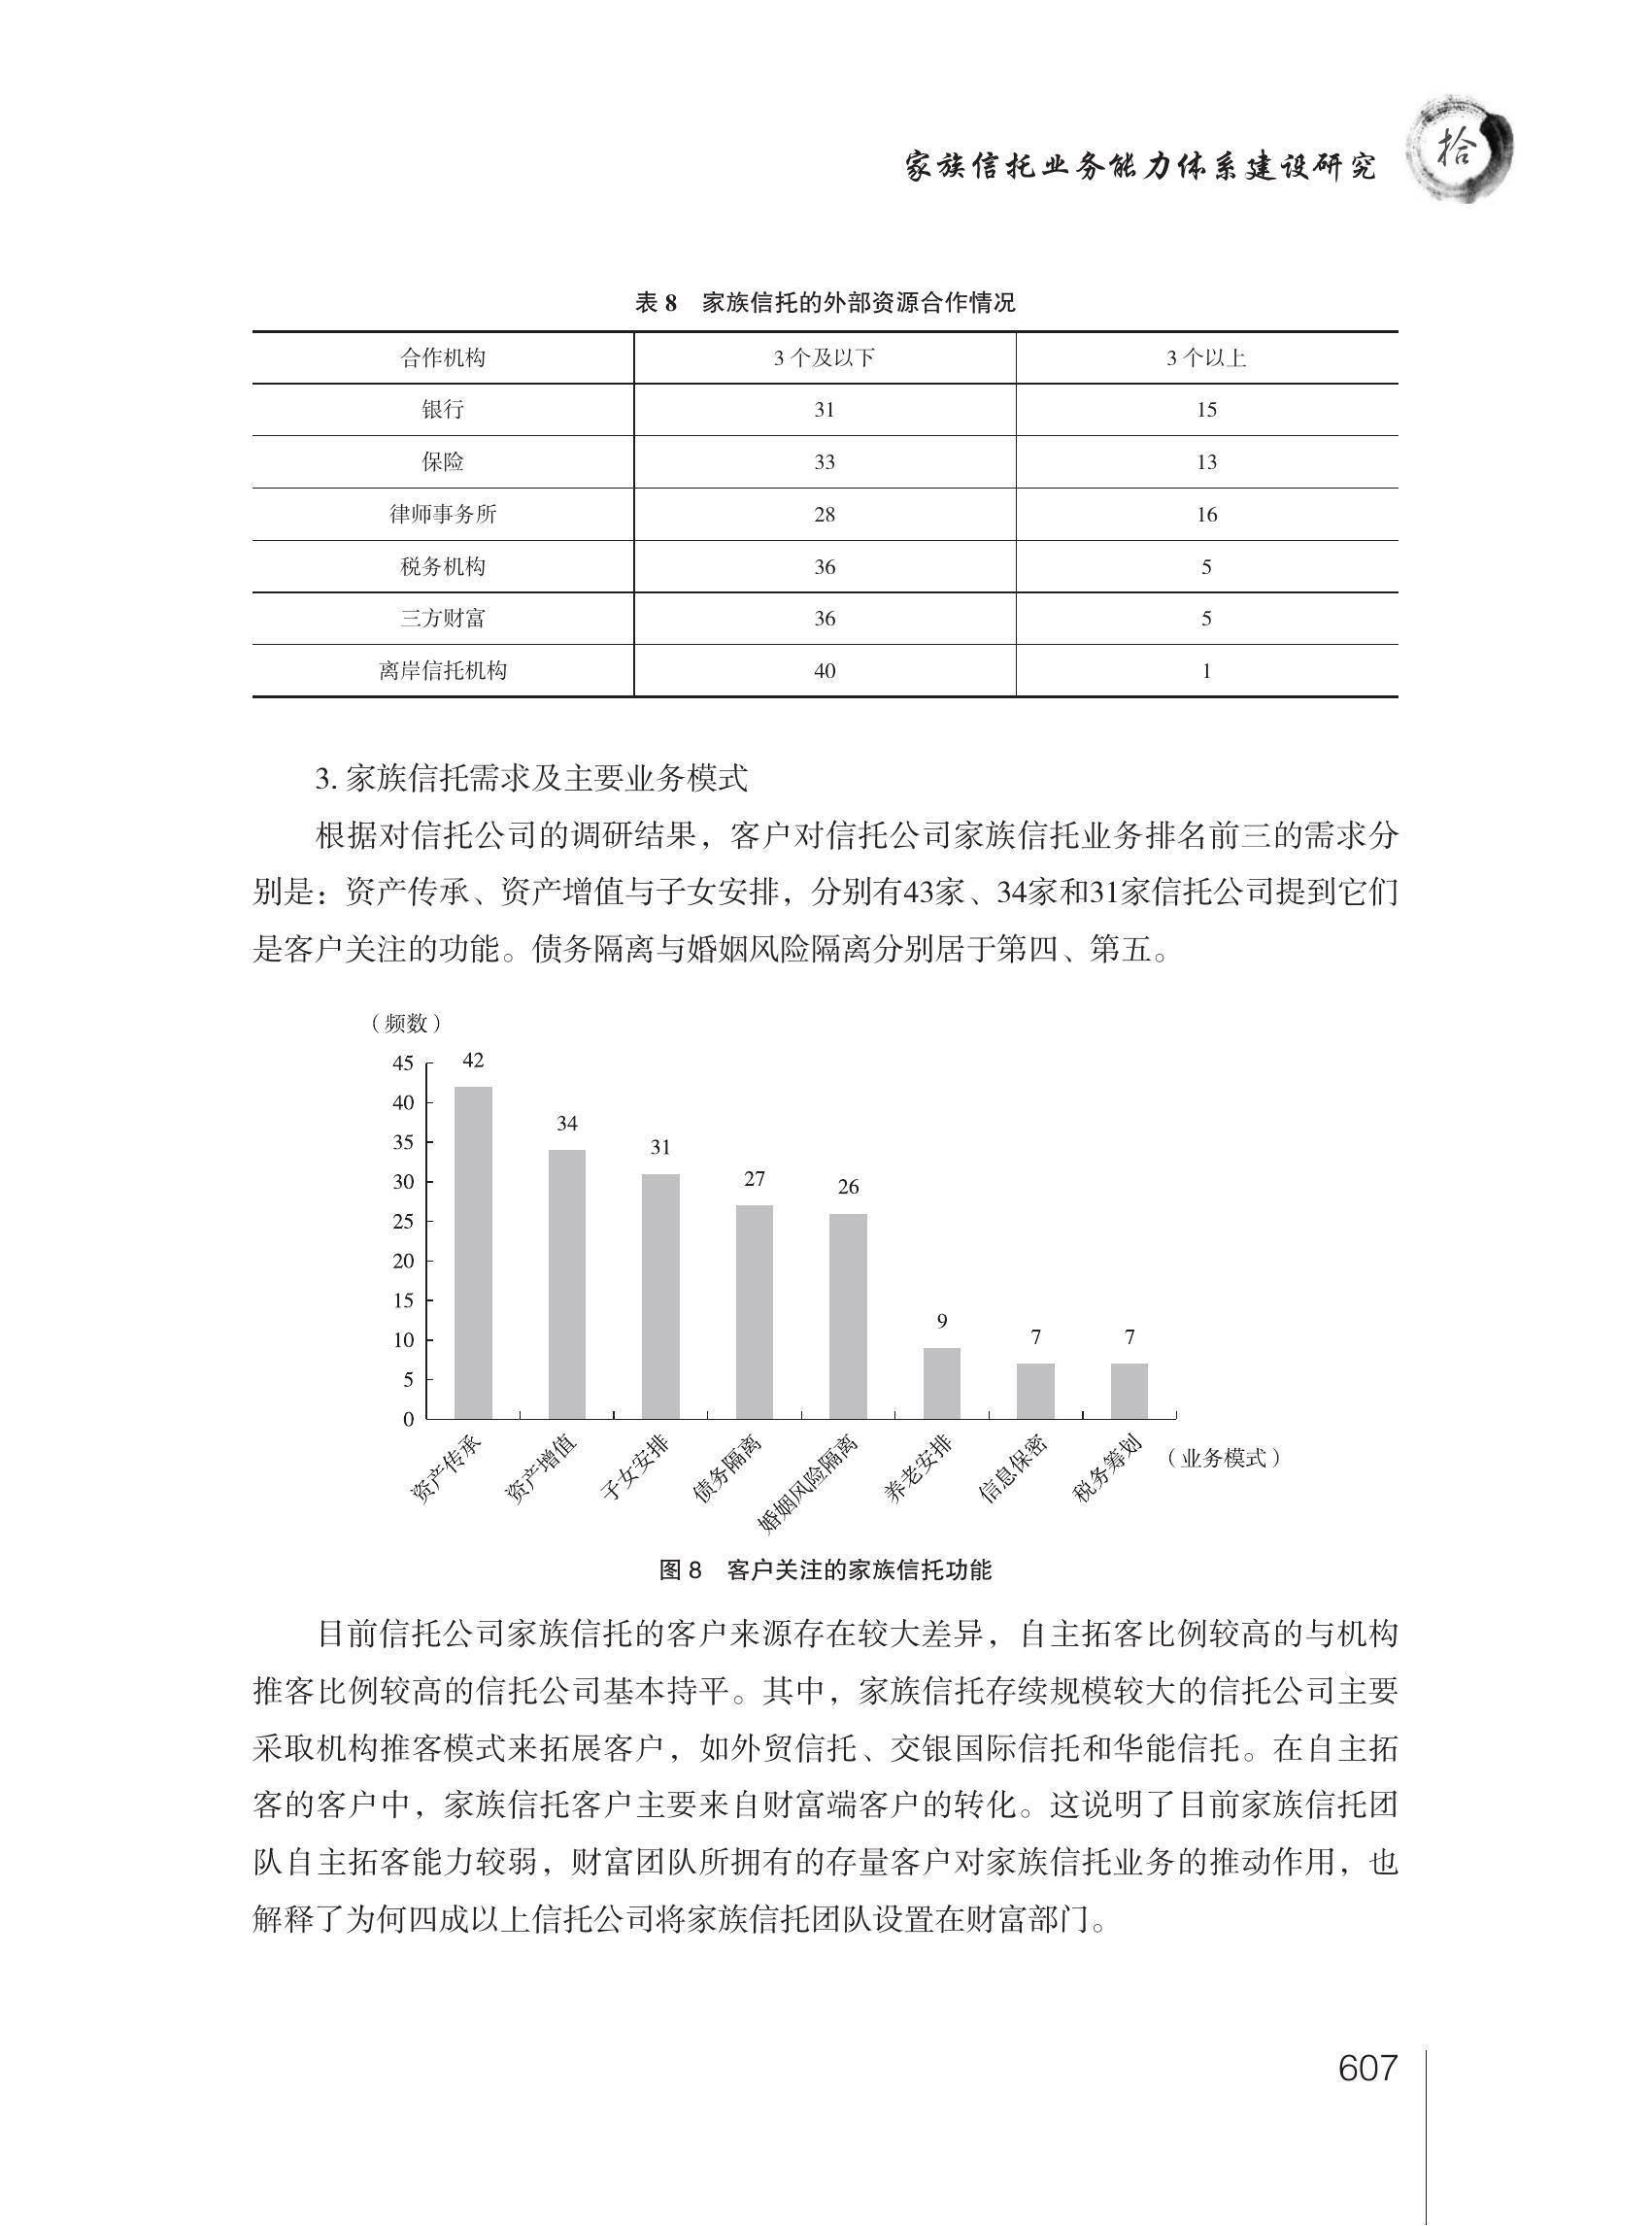 家族信托业务能力体系建设研究
拾
表 8 家族信托的外部资源合作情况
合作机构 3 个及以下 3 个以上
银行 31 15
保险 33 13
律师事务所 28 16
税务机构 36 5
三方财富 36 5
离岸信托机构 40 1
3. 家族信托需求及主要业务模式
根据对信托公司的调研结果，客户对信托公司家族信托业务排名前三的需求分
别是：资产传承、资产增值与子女安排，分别有43家、34家和31家信托公司提到它们
是客户关注的功能。债务隔离与婚姻风险隔离分别居于第四、第五。
（频数）
45
40
35
30
25
20
15
10
5
0
42
34
31
27
26
9
7
7
资产传承
资产增值
子女安排
债务隔离
婚姻风险隔离
养老安排
信息保密
税务筹划
（业务模式）
图 8 客户关注的家族信托功能
目前信托公司家族信托的客户来源存在较大差异，自主拓客比例较高的与机构
推客比例较高的信托公司基本持平。其中，家族信托存续规模较大的信托公司主要
采取机构推客模式来拓展客户，如外贸信托、交银国际信托和华能信托。在自主拓
客的客户中，家族信托客户主要来自财富端客户的转化。这说明了目前家族信托团
队自主拓客能力较弱，财富团队所拥有的存量客户对家族信托业务的推动作用，也
解释了为何四成以上信托公司将家族信托团队设置在财富部门。
607